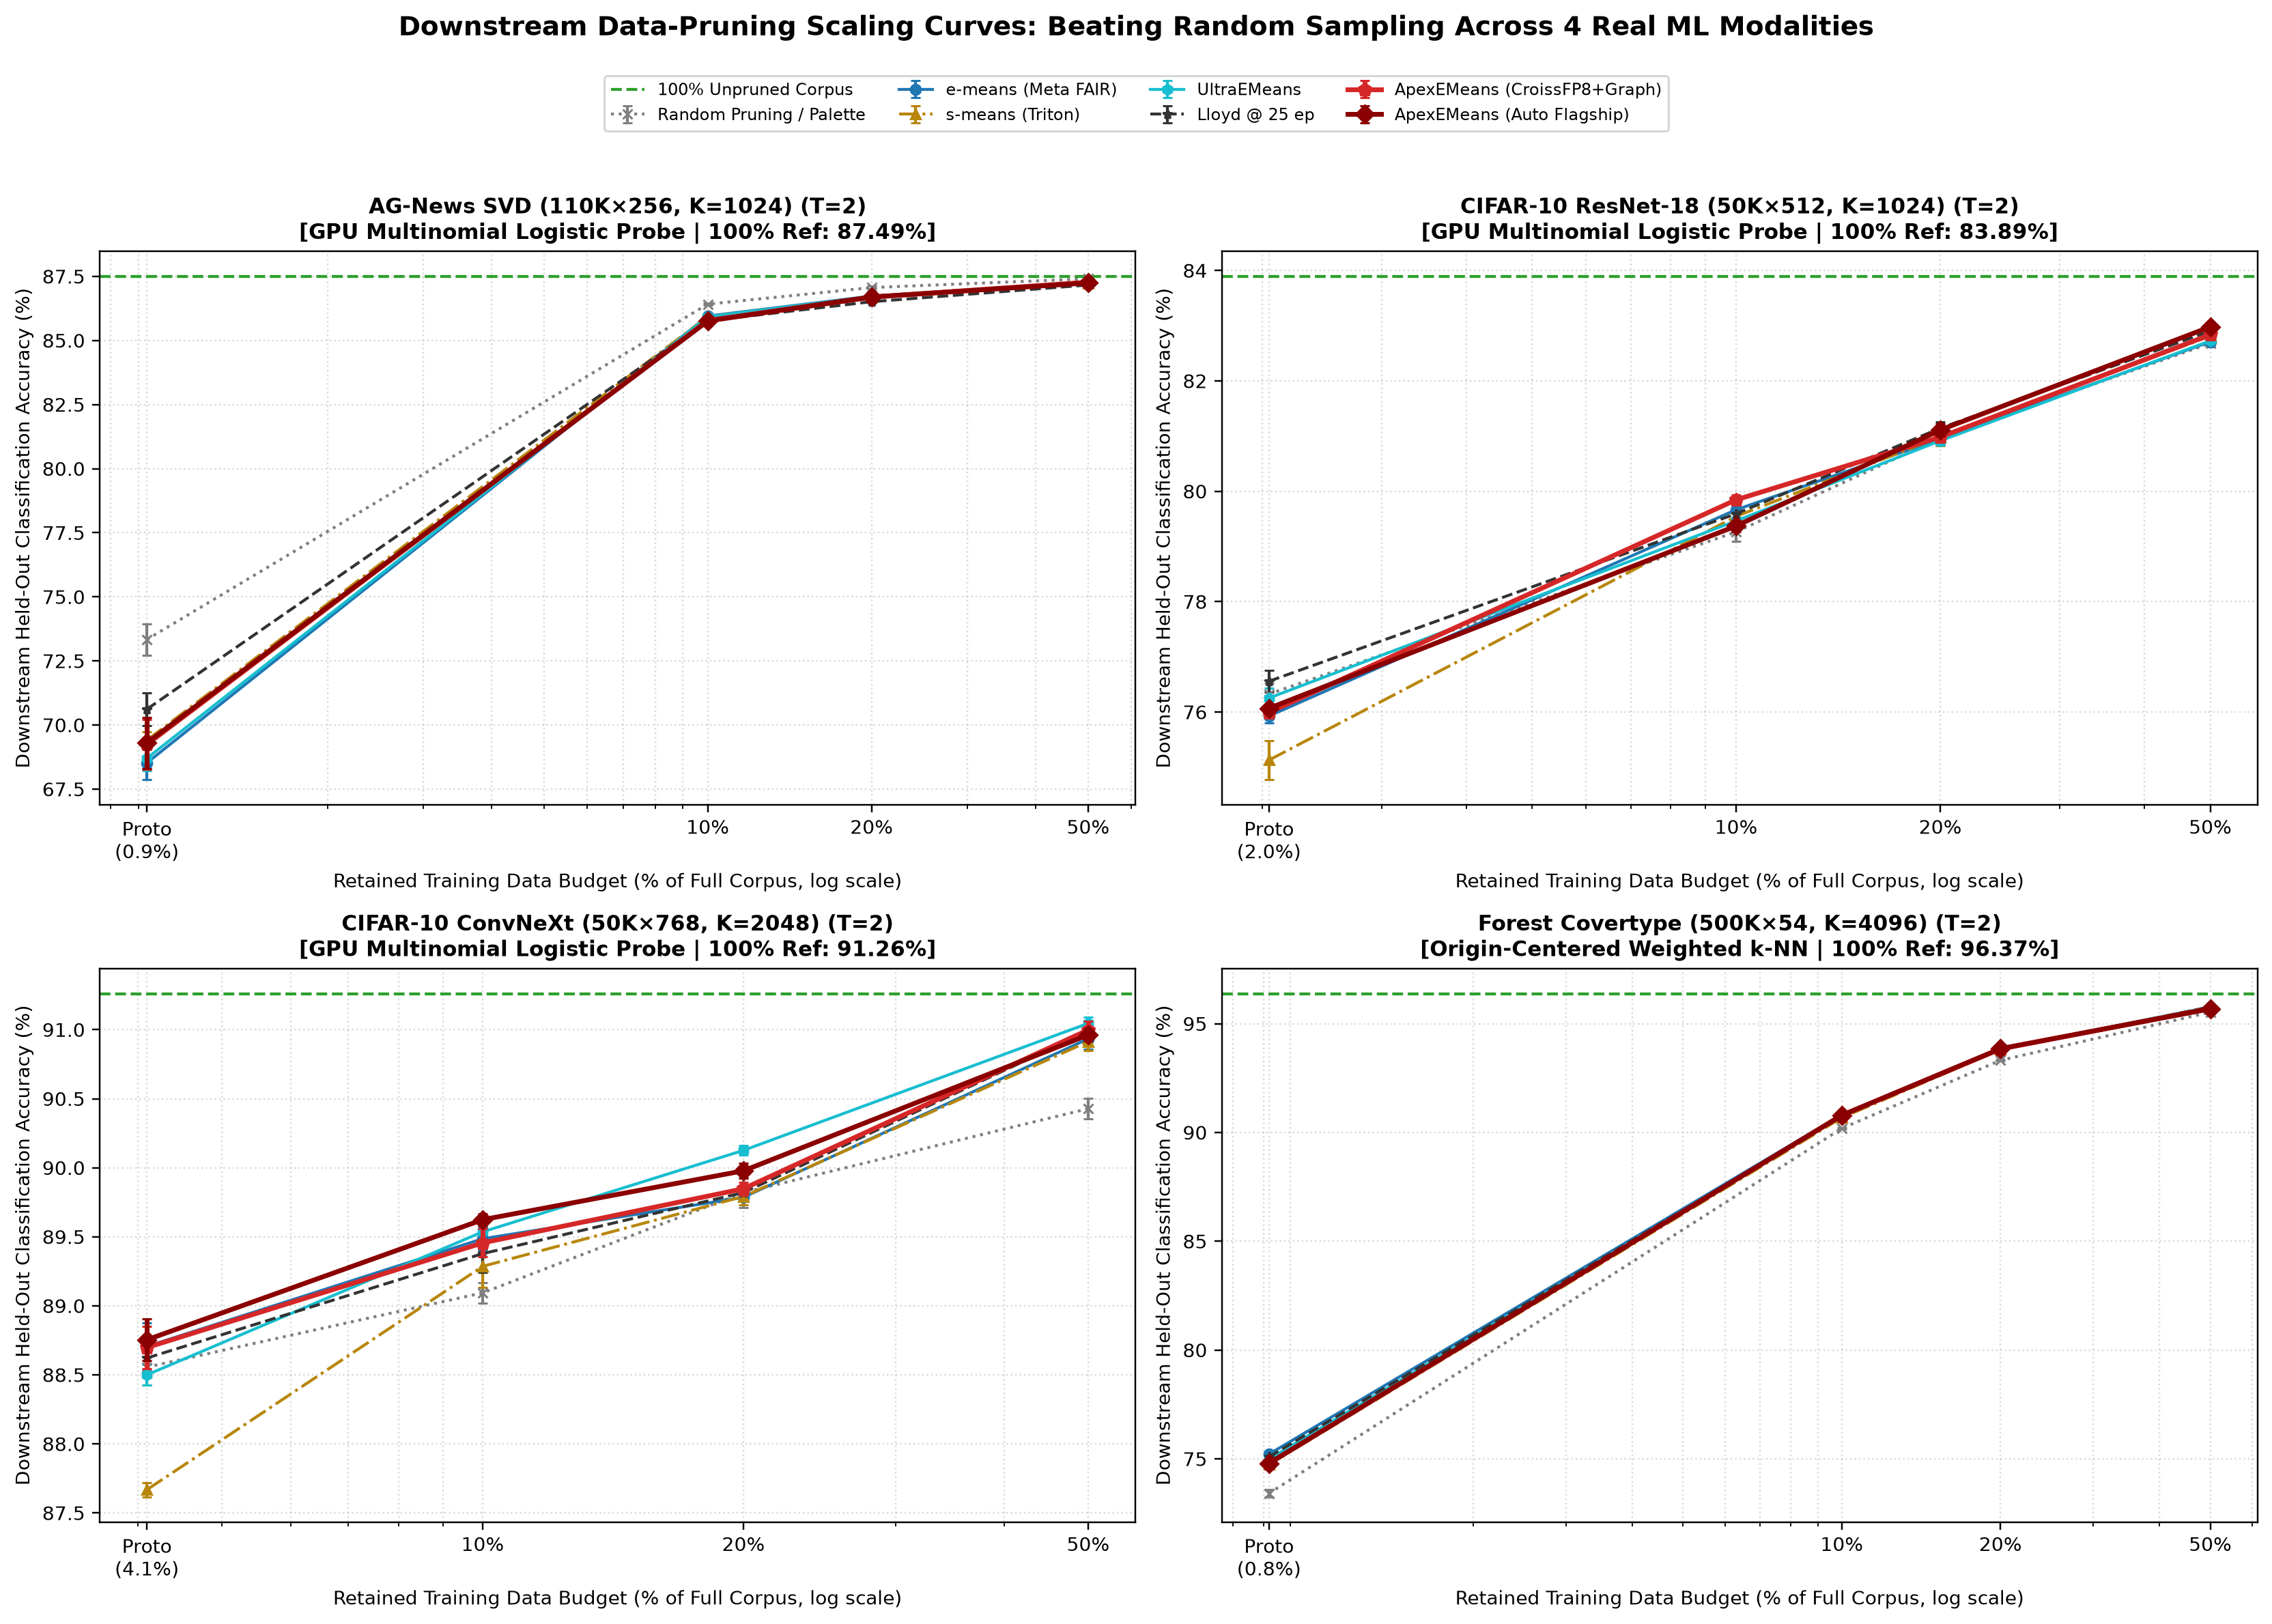 Downstream Data-Pruning Scaling Curves: Beating Random Sampling Across 4 Real ML Modalities
100% Unpruned Corpus
Random Pruning / Palette
e-means (Meta FAIR)
s-means (Triton)
UltraEMeans
Lloyd @ 25 ep
ApexEMeans (CroissFP8+Graph)
ApexEMeans (Auto Flagship)
AG-News SVD (110K×256, K=1024) (T=2)
[GPU Multinomial Logistic Probe | 100% Ref: 87.49%]
Downstream Held-Out Classification Accuracy (%)
87.5
85.0
82.5
80.0
77.5
75.0
72.5
70.0
67.5
Proto
(0.9%)
10%
20%
50%
Retained Training Data Budget (% of Full Corpus, log scale)
CIFAR-10 ResNet-18 (50K×512, K=1024) (T=2)
[GPU Multinomial Logistic Probe | 100% Ref: 83.89%]
Downstream Held-Out Classification Accuracy (%)
84
82
80
78
76
Proto
(2.0%)
10%
20%
50%
Retained Training Data Budget (% of Full Corpus, log scale)
CIFAR-10 ConvNeXt (50K×768, K=2048) (T=2)
[GPU Multinomial Logistic Probe | 100% Ref: 91.26%]
Downstream Held-Out Classification Accuracy (%)
91.0
90.5
90.0
89.5
89.0
88.5
88.0
87.5
Proto
(4.1%)
10%
20%
50%
Retained Training Data Budget (% of Full Corpus, log scale)
Forest Covertype (500K×54, K=4096) (T=2)
[Origin-Centered Weighted k-NN | 100% Ref: 96.37%]
Downstream Held-Out Classification Accuracy (%)
95
90
85
80
75
Proto
(0.8%)
10%
20%
50%
Retained Training Data Budget (% of Full Corpus, log scale)